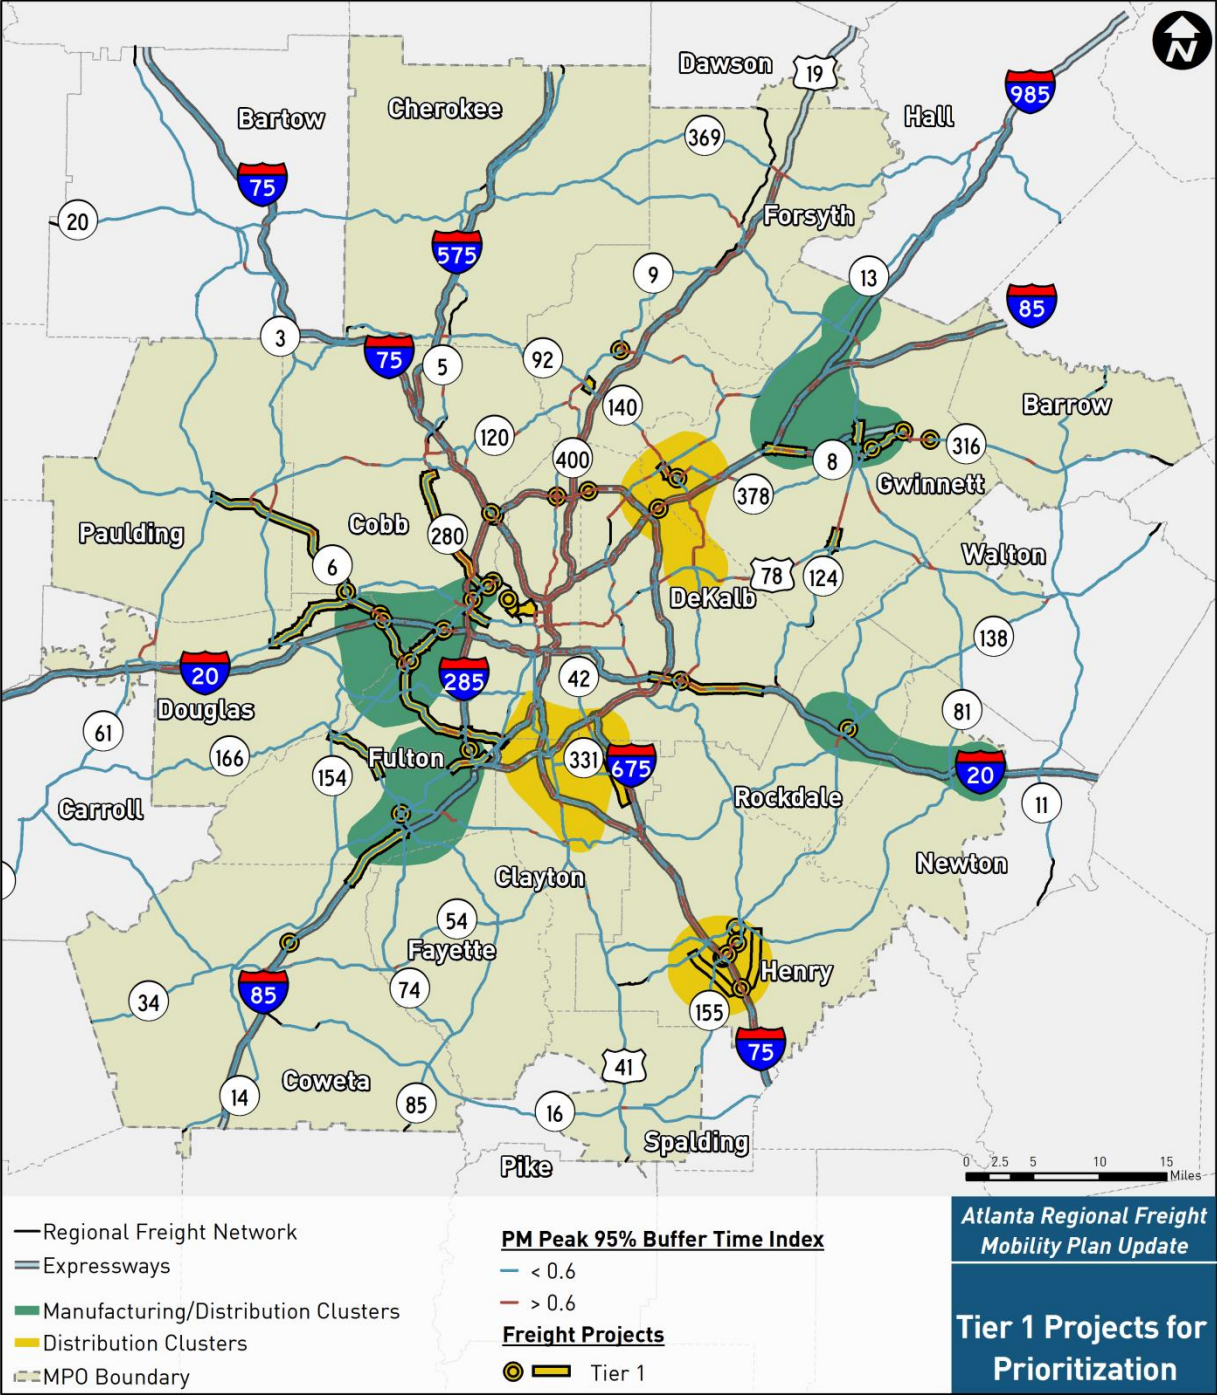 N
Dawson
19
985
Bartow
Cherokee
Hall
369
75
20
Forsyth
575
9
13
85
3
75
5
92
Barrow
140
120
400
8
316
378
Gwinnett
Paulding
Cobb
280
Walton
6
78
124
DeKalb
138
20
285
42
Douglas
81
61
166
154
Fulton
331
675
20
Rockdale
11
Carroll
Newton
Clayton
54
Fayette
Henry
34
85
74
155
75
41
Coweta
14
85
16
Spalding
Pike
0 2.5 5 10 15
Miles
Regional Freight Network
Expressways
Manufacturing/Distribution Clusters
Distribution Clusters
MPO Boundary
PM Peak 95% Buffer Time Index
< 0.6
> 0.6
Freight Projects
Tier 1
Atlanta Regional Freight
Mobility Plan Update
Tier 1 Projects for
Prioritization